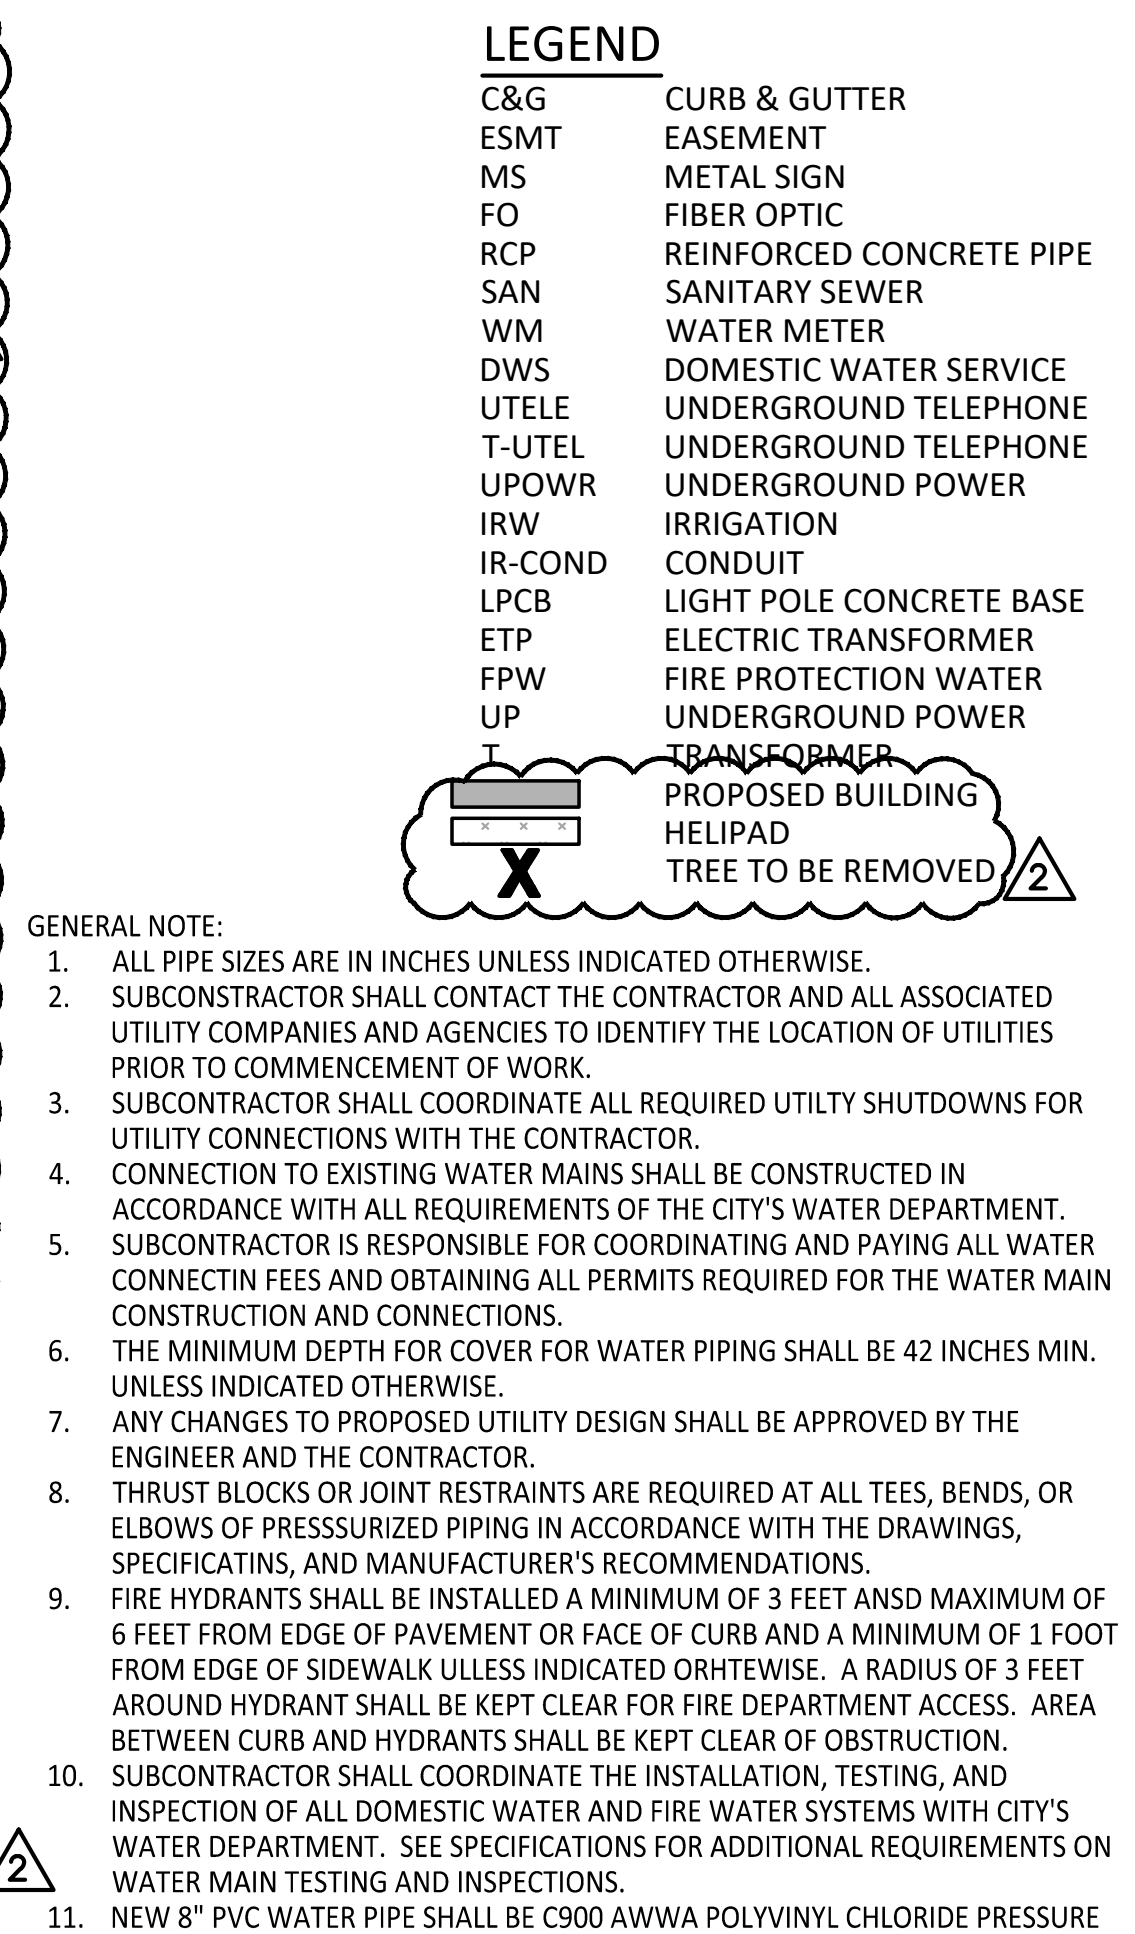 LEGEND
C&G CURB & GUTTER
ESMT EASEMENT
MS METAL SIGN
FO FIBER OPTIC
RCP REINFORCED CONCRETE PIPE
SAN SANITARY SEWER
WM WATER METER
DWS DOMESTIC WATER SERVICE
UTELE UNDERGROUND TELEPHONE
T-UTEL UNDERGROUND TELEPHONE
UPOWR UNDERGROUND POWER
IRW IRRIGATION
IR-COND CONDUIT
LPCB LIGHT POLE CONCRETE BASE
ETP ELECTRIC TRANSFORMER
FPW FIRE PROTECTION WATER
UP UNDERGROUND POWER
T TRANSFORMER
PROPOSED BUILDING
HELIPAD
X TREE TO BE REMOVED 2
GENERAL NOTE:
1. ALL PIPE SIZES ARE IN INCHES UNLESS INDICATED OTHERWISE.
2. SUBCONSTRACTOR SHALL CONTACT THE CONTRACTOR AND ALL ASSOCIATED
UTILITY COMPANIES AND AGENCIES TO IDENTIFY THE LOCATION OF UTILITIES
PRIOR TO COMMENCEMENT OF WORK.
3. SUBCONTRACTOR SHALL COORDINATE ALL REQUIRED UTILTY SHUTDOWNS FOR
UTILITY CONNECTIONS WITH THE CONTRACTOR.
4. CONNECTION TO EXISTING WATER MAINS SHALL BE CONSTRUCTED IN
ACCORDANCE WITH ALL REQUIREMENTS OF THE CITY'S WATER DEPARTMENT.
5. SUBCONTRACTOR IS RESPONSIBLE FOR COORDINATING AND PAYING ALL WATER
CONNECTIN FEES AND OBTAINING ALL PERMITS REQUIRED FOR THE WATER MAIN
CONSTRUCTION AND CONNECTIONS.
6. THE MINIMUM DEPTH FOR COVER FOR WATER PIPING SHALL BE 42 INCHES MIN.
UNLESS INDICATED OTHERWISE.
7. ANY CHANGES TO PROPOSED UTILITY DESIGN SHALL BE APPROVED BY THE
ENGINEER AND THE CONTRACTOR.
8. THRUST BLOCKS OR JOINT RESTRAINTS ARE REQUIRED AT ALL TEES, BENDS, OR
ELBOWS OF PRESSSURIZED PIPING IN ACCORDANCE WITH THE DRAWINGS,
SPECIFICATINS, AND MANUFACTURER'S RECOMMENDATIONS.
9. FIRE HYDRANTS SHALL BE INSTALLED A MINIMUM OF 3 FEET ANSD MAXIMUM OF
6 FEET FROM EDGE OF PAVEMENT OR FACE OF CURB AND A MINIMUM OF 1 FOOT
FROM EDGE OF SIDEWALK ULLESS INDICATED ORHTEWISE. A RADIUS OF 3 FEET
AROUND HYDRANT SHALL BE KEPT CLEAR FOR FIRE DEPARTMENT ACCESS. AREA
BETWEEN CURB AND HYDRANTS SHALL BE KEPT CLEAR OF OBSTRUCTION.
10. SUBCONTRACTOR SHALL COORDINATE THE INSTALLATION, TESTING, AND
INSPECTION OF ALL DOMESTIC WATER AND FIRE WATER SYSTEMS WITH CITY'S
WATER DEPARTMENT. SEE SPECIFICATIONS FOR ADDITIONAL REQUIREMENTS ON
2 WATER MAIN TESTING AND INSPECTIONS.
11. NEW 8" PVC WATER PIPE SHALL BE C900 AWWA POLYVINYL CHLORIDE PRESSURE